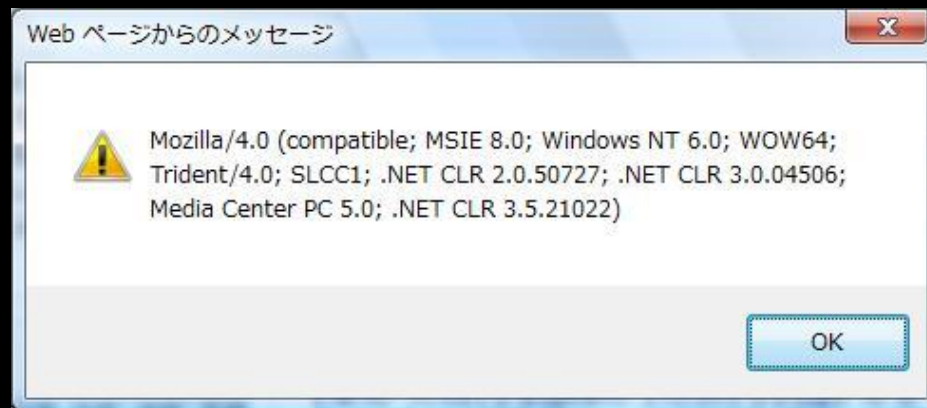 Web ページからのメッセージ
Mozilla/4.0 (compatible; MSIE 8.0; Windows NT 6.0; WOW64;
Trident/4.0; SLCC1; .NET CLR 2.0.50727; .NET CLR 3.0.04506;
Media Center PC 5.0; .NET CLR 3.5.21022)
OK